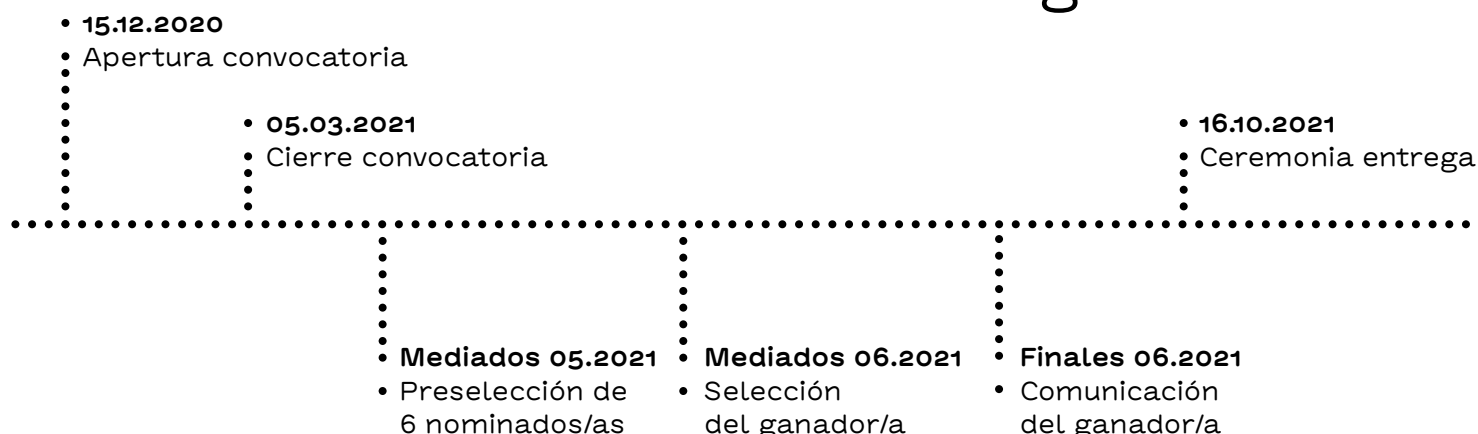 g
15.12.2020
Apertura convocatoria
05.03.2021
Cierre convocatoria
16.10.2021
Ceremonia entrega
Mediados 05.2021
Preselección de
6 nominados/as
Mediados 06.2021
Selección
del ganador/a
Finales 06.2021
Comunicación
del ganador/a